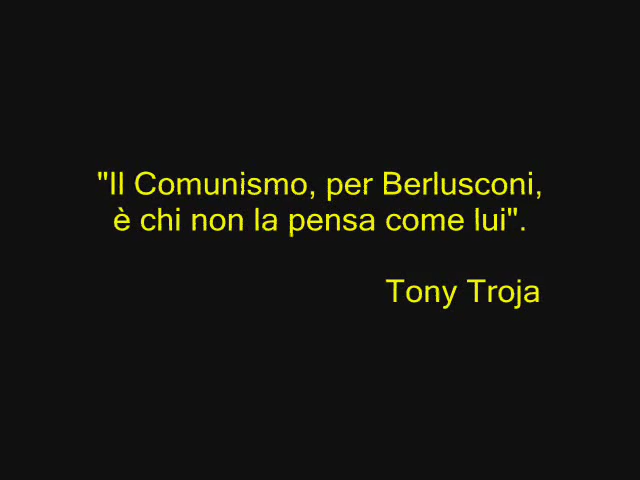 "Il Comunismo, per Berlusconi,
è chi non la pensa come lui".
Tony Troja